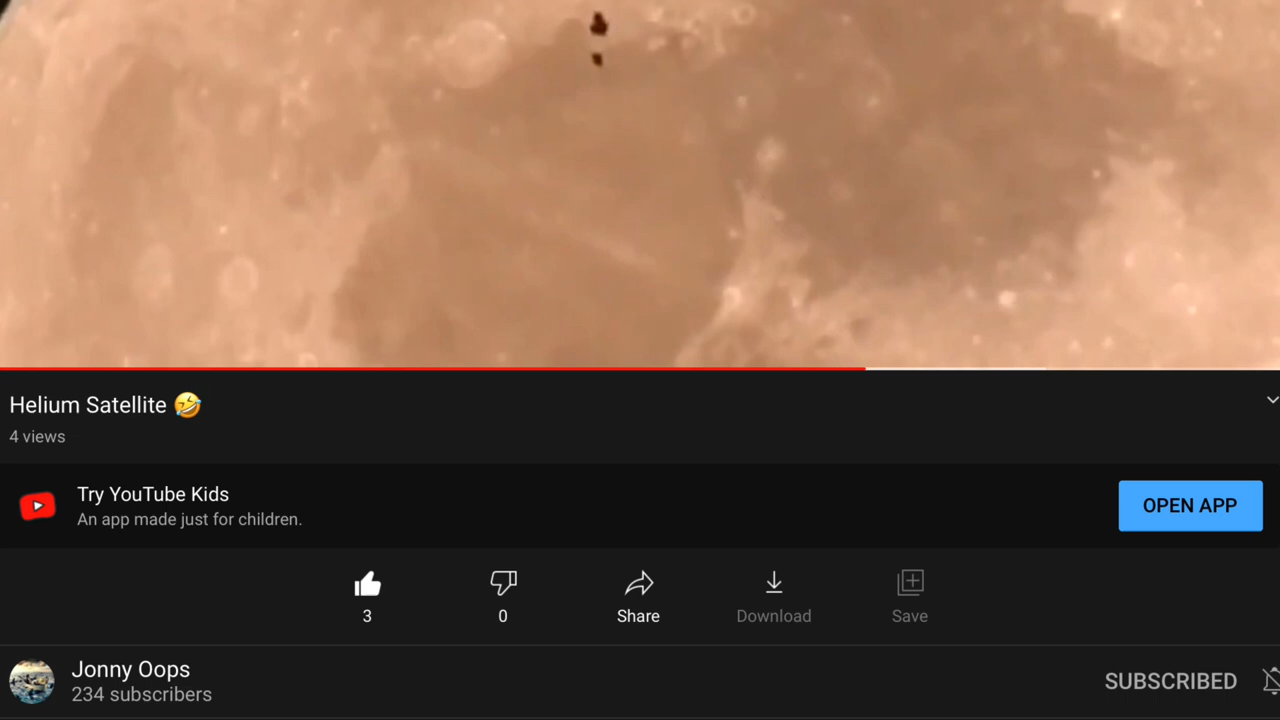 Helium Satellite 🤣
4 views
Try YouTube Kids
An app made just for children.
OPEN APP
3
0
Share
Download
Save
Jonny Oops
234 subscribers
SUBSCRIBED